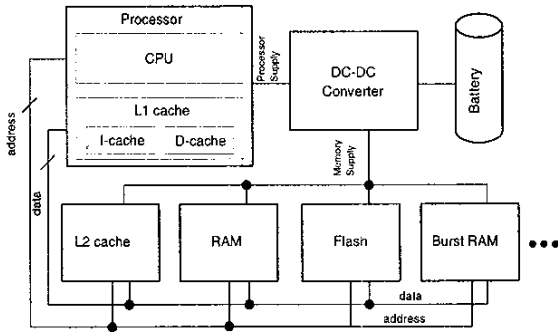 Processor
CPU
L1 cache
I-cache
D-cache
Processor
Supply
DC-DC
Converter
Battery
address
data
Memory
Supply
L2 cache
RAM
Flash
Burst RAM
data
address